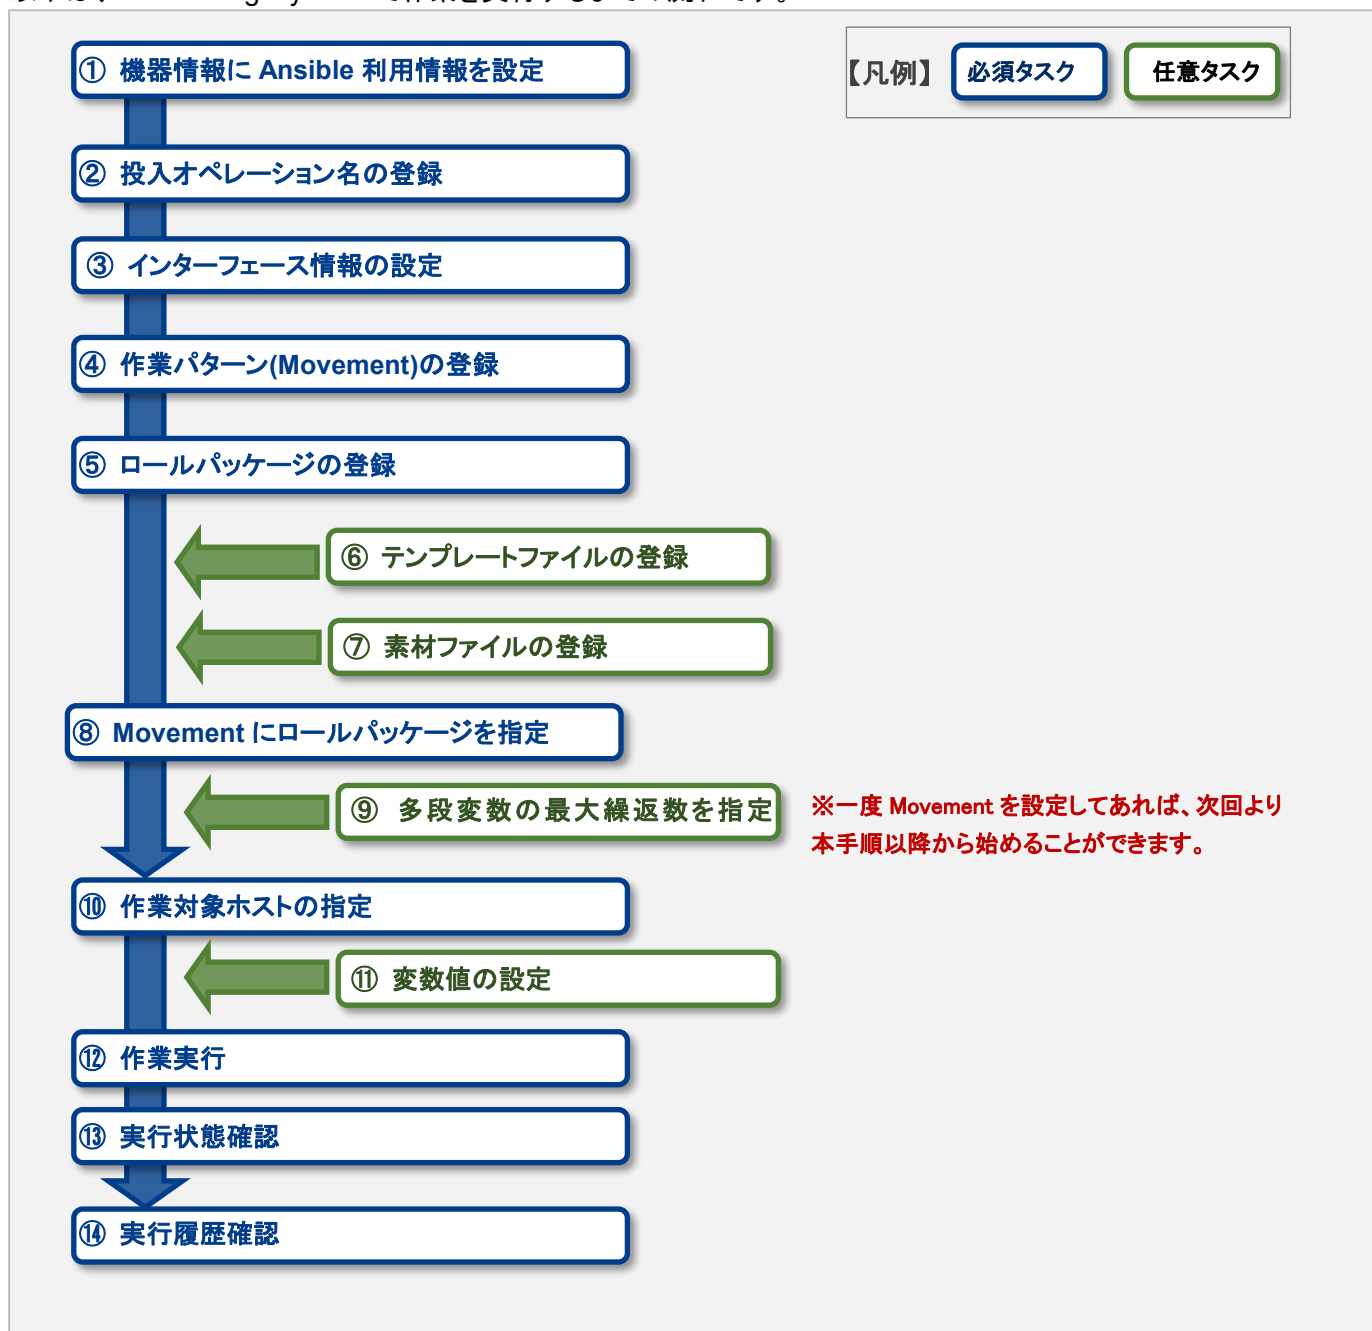 ① 機器情報に Ansible 利用情報を設定
【凡例】 必須タスク 任意タスク
② 投入オペレーション名の登録
③ インターフェース情報の設定
④ 作業パターン(Movement)の登録
⑤ ロールパッケージの登録
⑥ テンプレートファイルの登録
⑦ 素材ファイルの登録
⑧ Movement にロールパッケージを指定
⑨ 多段変数の最大繰返数を指定
※一度 Movement を設定してあれば、次回より
本手順以降から始めることができます。
⑩ 作業対象ホストの指定
⑪ 変数値の設定
⑫ 作業実行
⑬ 実行状態確認
⑭ 実行履歴確認